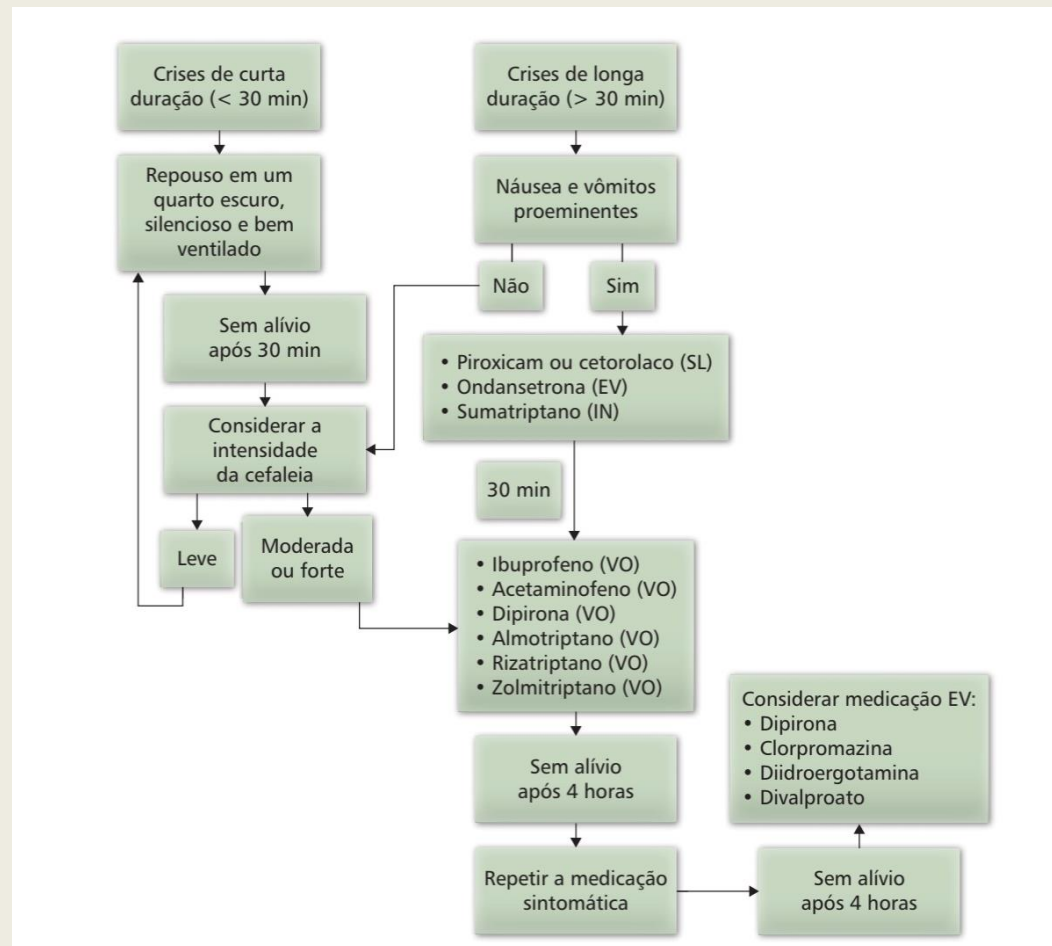 Crises de curta
duração (< 30 min)
Repouso em um
quarto escuro,
silencioso e bem
ventilado
Sem alívio
após 30 min
Considerar a
intensidade
da cefaleia
Leve
Moderada
ou forte
Crises de longa
duração (> 30 min)
Náusea e vômitos
proeminentes
Não
Sim
• Piroxicam ou cetorolaco (SL)
• Ondansetrona (EV)
• Sumatriptano (IN)
30 min
• Ibuprofeno (VO)
• Acetaminofeno (VO)
• Dipirona (VO)
• Almotriptano (VO)
• Rizatriptano (VO)
• Zolmitriptano (VO)
Sem alívio
após 4 horas
Repetir a medicação
sintomática
Sem alívio
após 4 horas
Considerar medicação EV:
• Dipirona
• Clorpromazina
• Diidroergotamina
• Divalproato